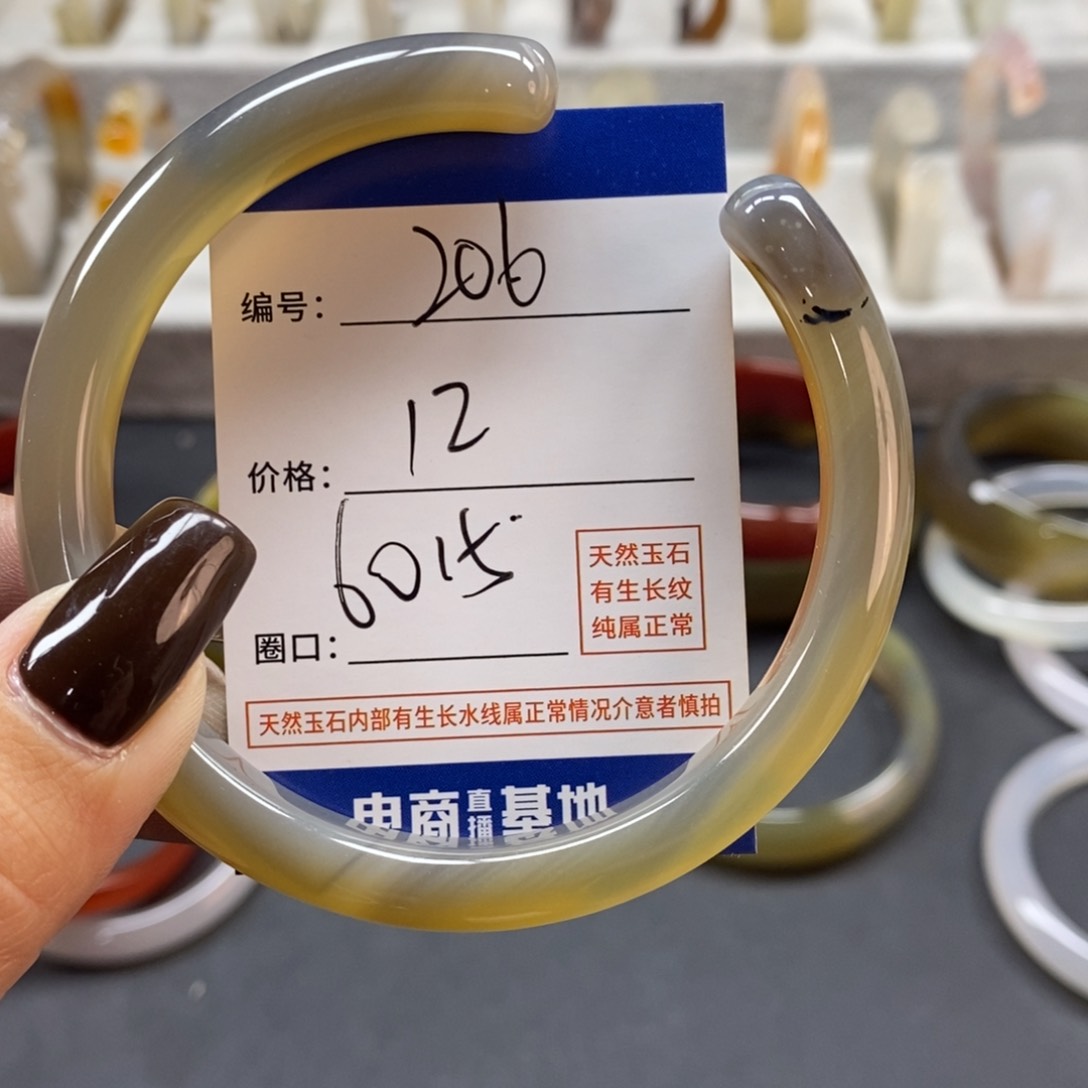 编号: 206
价格: 12
圈口: 6015
天然玉石
有生长纹
纯属正常
天然玉石内部有生长水线属正常情况介意者慎拍
电商直播基地